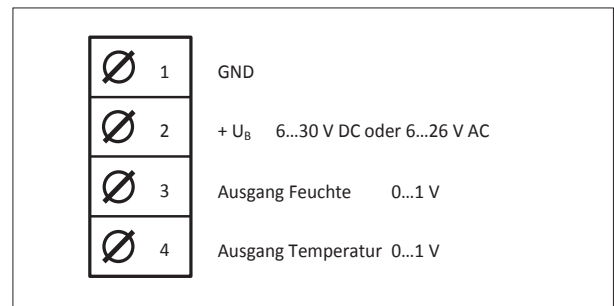 1 GND
2 + U_B 6...30 V DC oder 6...26 V AC
3 Ausgang Feuchte 0...1 V
4 Ausgang Temperatur 0...1 V